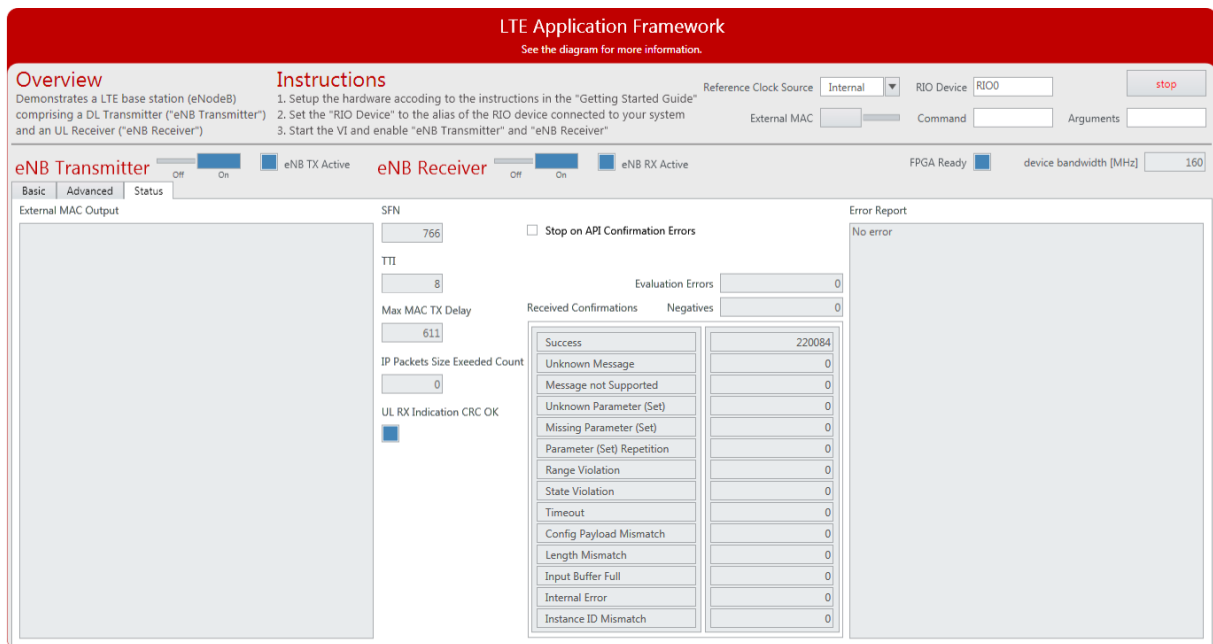 LTE Application Framework
See the diagram for more information.
Overview
Demonstrates a LTE base station (eNodeB)
comprising a DL Transmitter ("eNB Transmitter")
and an UL Receiver ("eNB Receiver")
Instructions
1. Setup the hardware accoding to the instructions in the "Getting Started Guide"
2. Set the "RIO Device" to the alias of the RIO device connected to your system
3. Start the VI and enable "eNB Transmitter" and "eNB Receiver"
Reference Clock Source Internal RIO Device RIO0 stop
External MAC Command Arguments
eNB Transmitter Off On eNB TX Active eNB Receiver Off On eNB RX Active FPGA Ready device bandwidth [MHz] 160
Basic Advanced Status
External MAC Output
SFN
766
TTI
8
Max MAC TX Delay
611
IP Packets Size Exeeded Count
0
UL RX Indication CRC OK
Stop on API Confirmation Errors
Evaluation Errors 0
Received Confirmations Negatives 0
Success 220084
Unknown Message 0
Message not Supported 0
Unknown Parameter (Set) 0
Missing Parameter (Set) 0
Parameter (Set) Repetition 0
Range Violation 0
State Violation 0
Timeout 0
Config Payload Mismatch 0
Length Mismatch 0
Input Buffer Full 0
Internal Error 0
Instance ID Mismatch 0
Error Report
No error